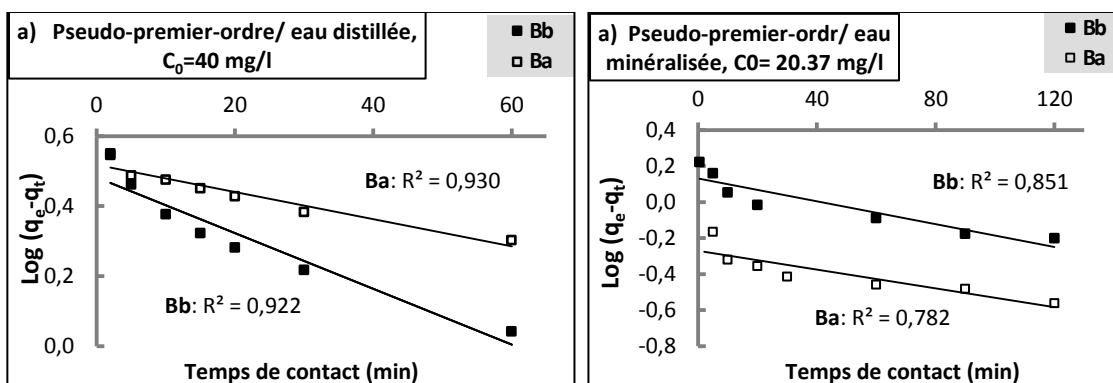 a) Pseudo-premier-ordre/ eau distillée,
C₀=40 mg/l
Bb
Ba
0 20 40 60
0,6
0,4
0,2
0,0
Log (qₑ-qₜ)
Ba: R² = 0,930
Bb: R² = 0,922
Temps de contact (min)
a) Pseudo-premier-ordr/ eau
minéralisée, C0= 20.37 mg/l
Bb
Ba
0 40 80 120
0,4
0,2
0,0
-0,2
-0,4
-0,6
-0,8
Log (qₑ-qₜ)
Bb: R² = 0,851
Ba: R² = 0,782
Temps de contact (min)